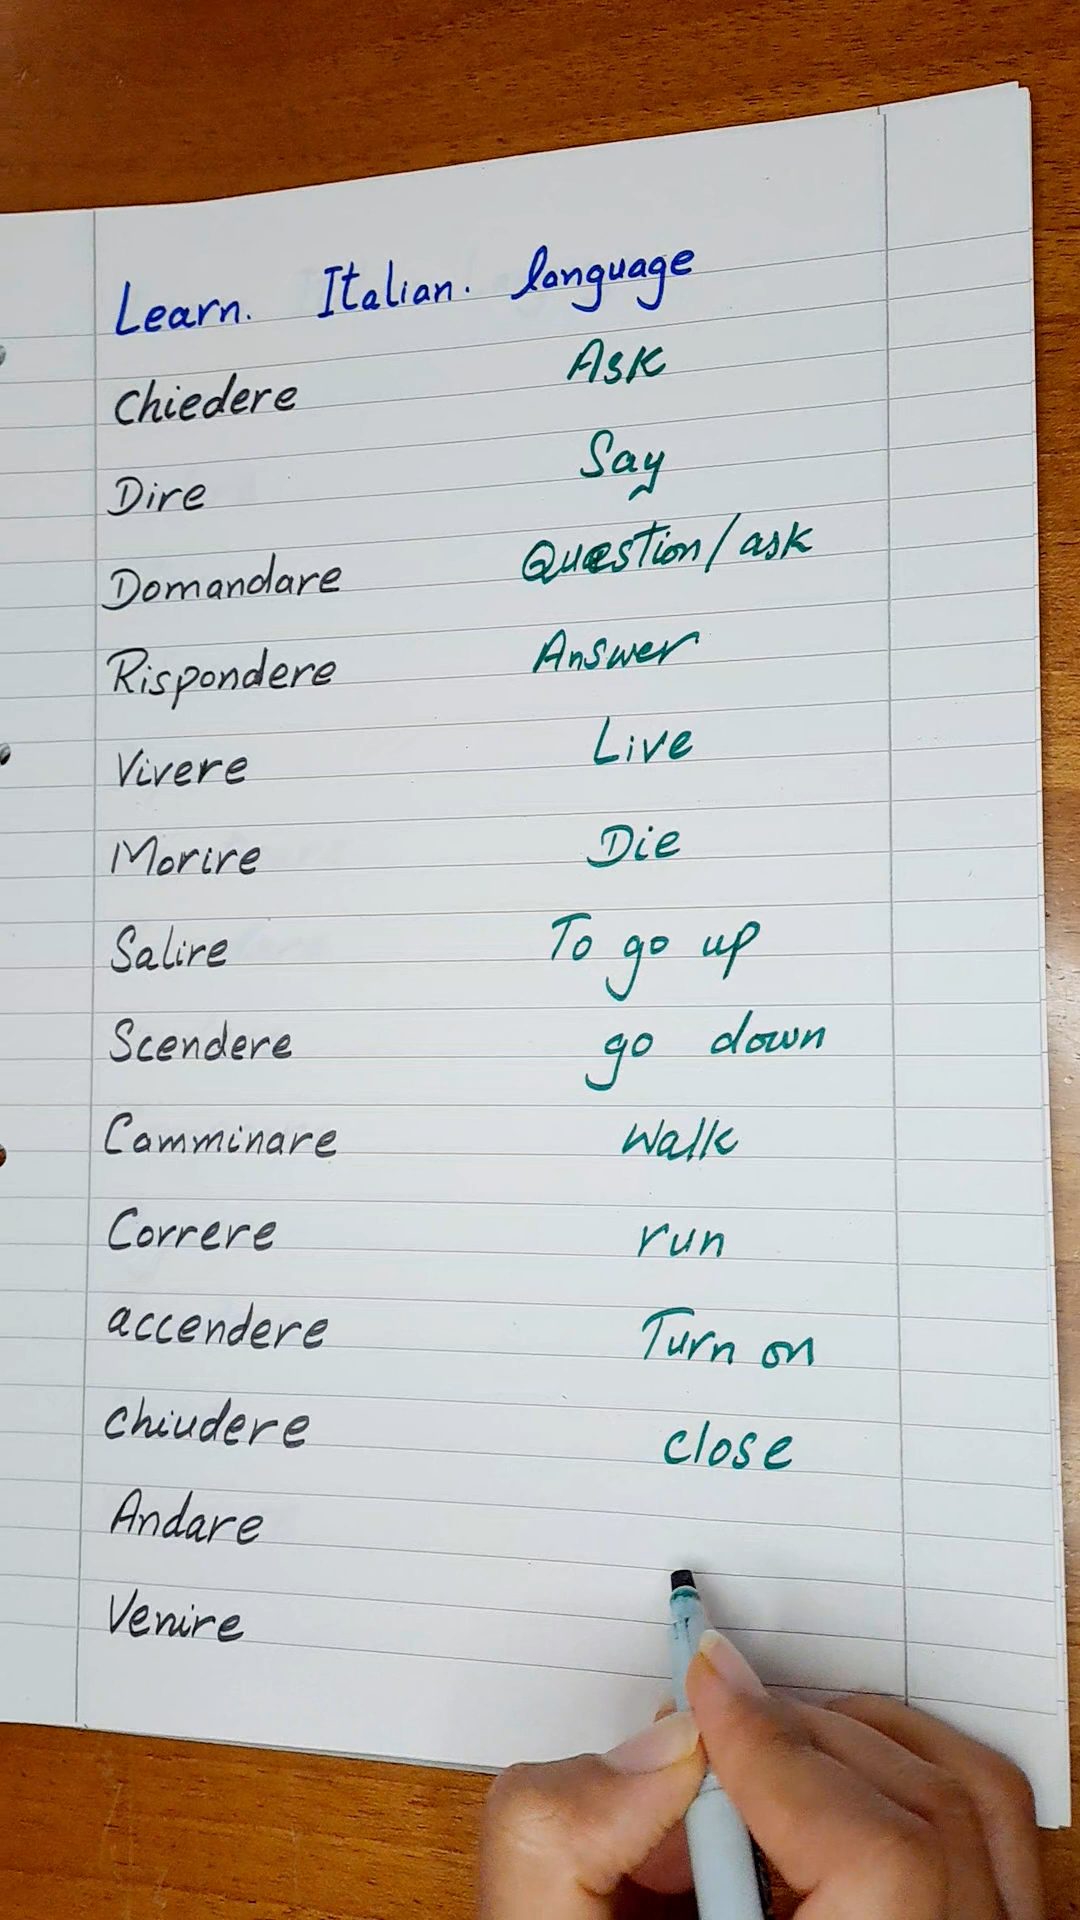 Learn. Italian. language
Chiedere Ask
Dire Say
Domandare Question/ask
Rispondere Answer
Vivere Live
Morire Die
Salire To go up
Scendere go down
Camminare Walk
Correre run
accendere Turn on
chiudere close
Andare
Venire